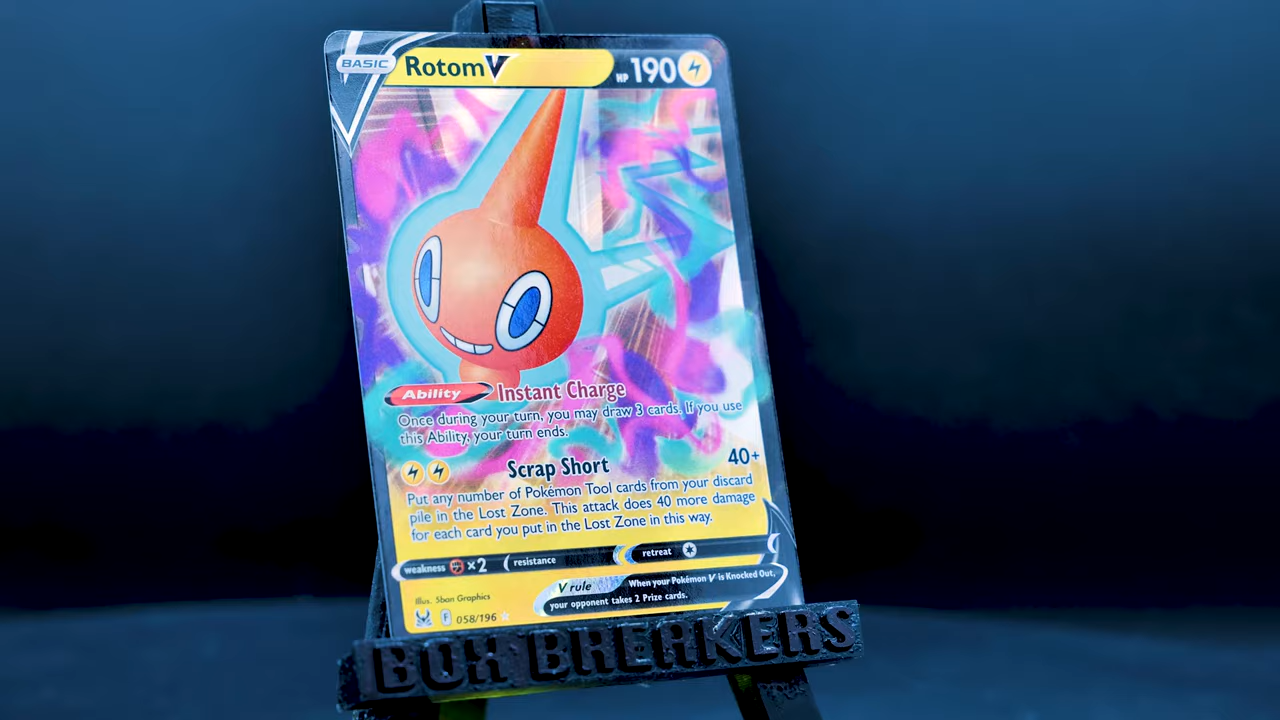 BASIC Rotom V HP 190
Ability Instant Charge
Once during your turn, you may draw 3 cards. If you use
this Ability, your turn ends.
Scrap Short 40+
Put any number of Pokémon Tool cards from your discard
pile in the Lost Zone. This attack does 40 more damage
for each card you put in the Lost Zone in this way.
weakness ×2 resistance retreat
V rule When your Pokémon V is Knocked Out,
your opponent takes 2 Prize cards.
Illus. 5ban Graphics
F 058/196
BOX BREAKERS